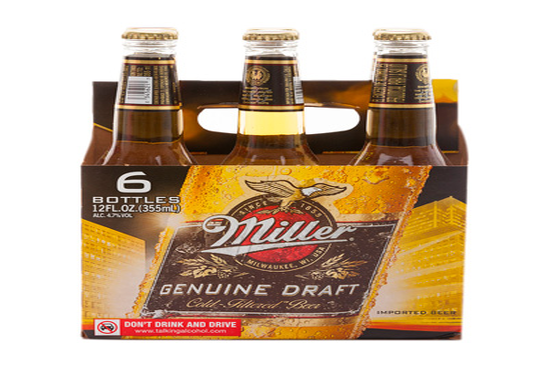 6
BOTTLES
12FL.OZ.(355mL)
ALC. 4.7%VOL
SINCE 1855
Miller
MILWAUKEE, WI, USA
GENUINE DRAFT
Cold-Filtered Beer
IMPORTED BEER
DON'T DRINK AND DRIVE
www.talkingalcohol.com